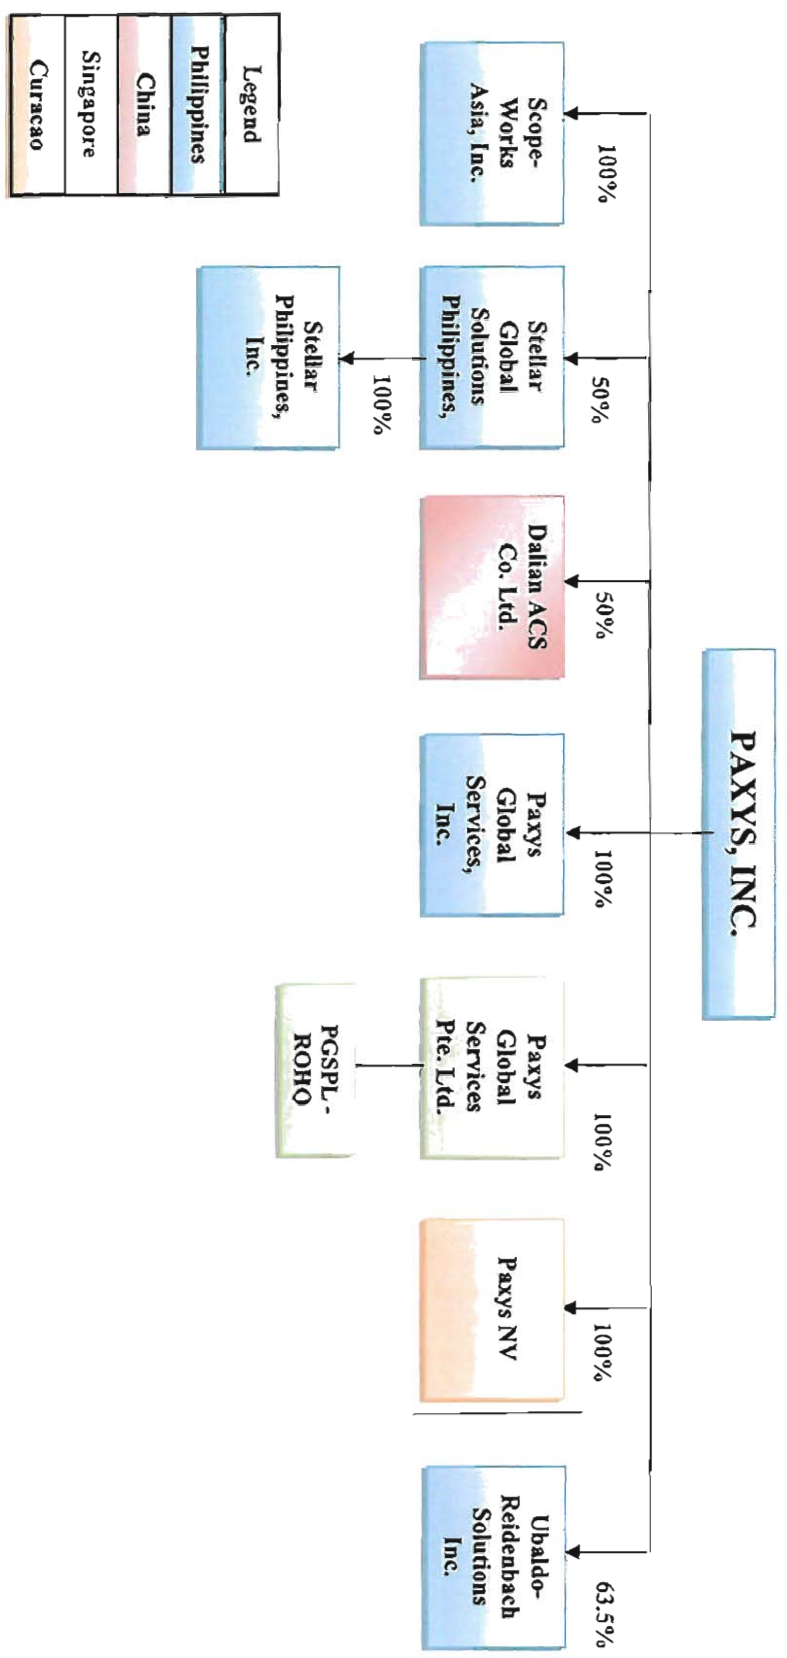 PAXYS, INC.
100%
50%
50%
100%
100%
100%
63.5%
Scope-
Works
Asia, Inc.
Stellar
Global
Solutions
Philippines,
Dalian ACS
Co. Ltd.
Paxys
Global
Services,
Inc.
Paxys
Global
Services
Pte. Ltd.
Paxys NV
Ubaldo-
Reidenbach
Solutions
Inc.
100%
Stellar
Philippines,
Inc.
PGSPL -
ROHQ
Legend
Philippines
China
Singapore
Curacao